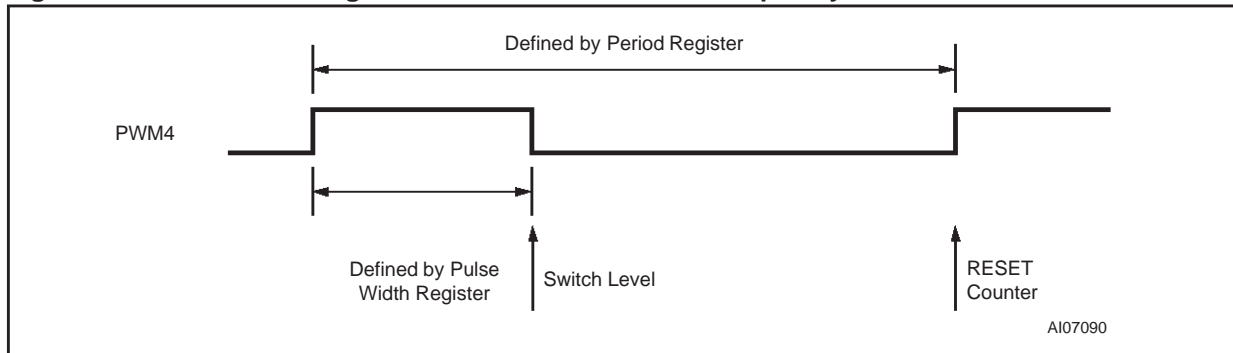 Defined by Period Register
PWM4
Defined by Pulse
Width Register
Switch Level
RESET
Counter
AI07090